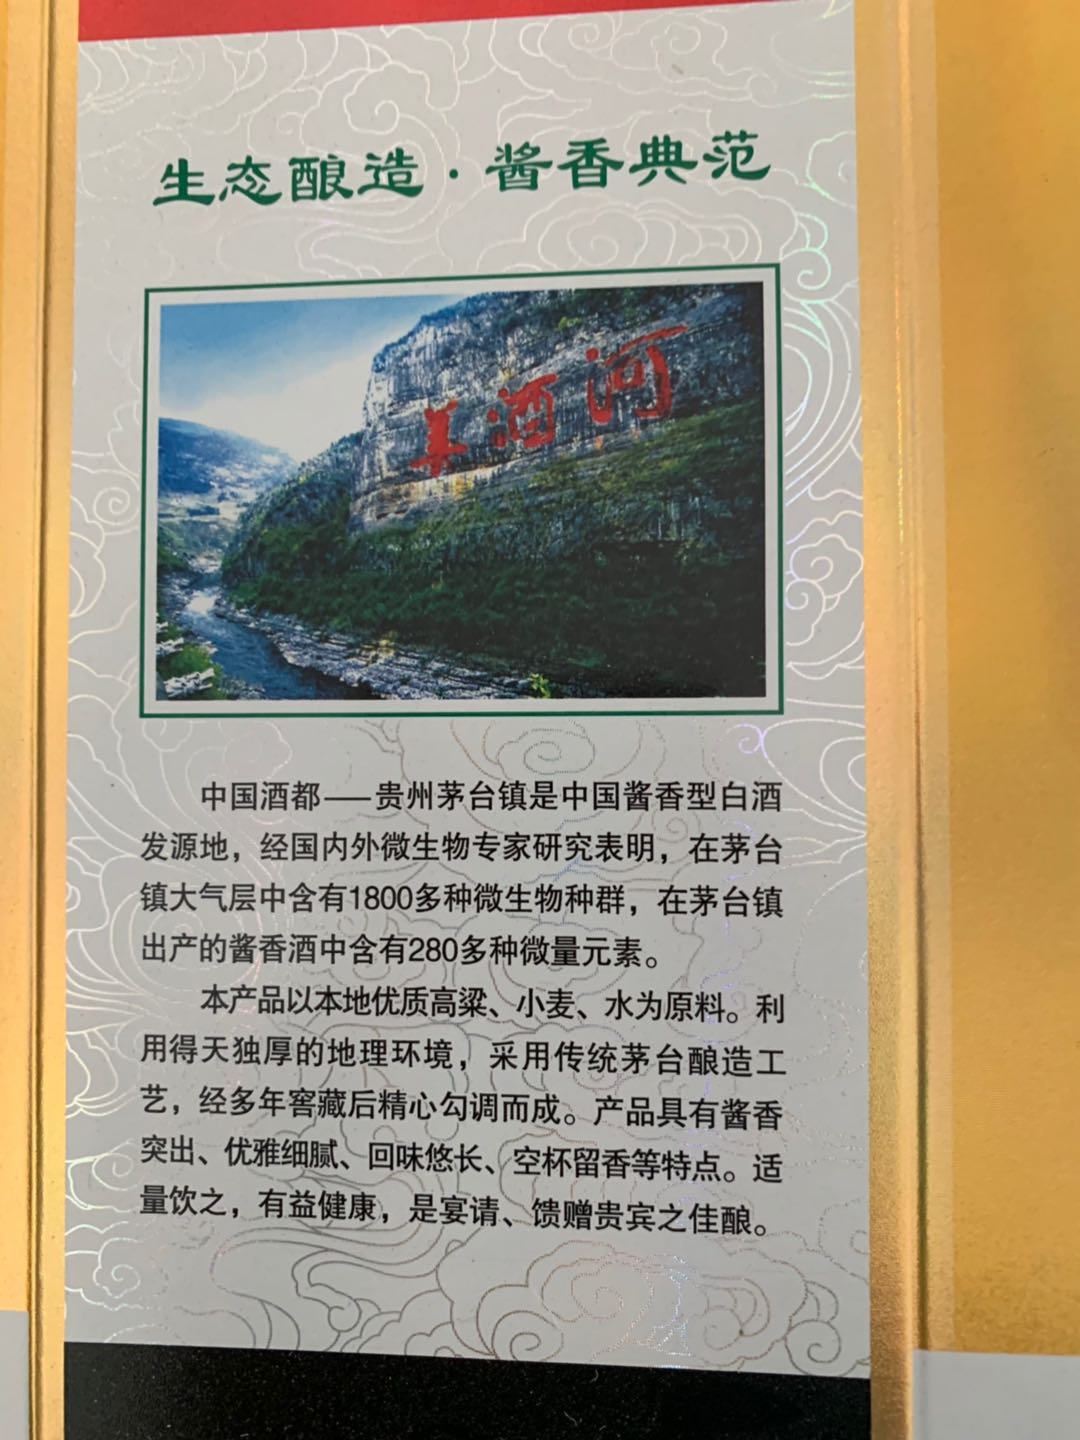 生态酿造·酱香典范
美酒河
中国酒都——贵州茅台镇是中国酱香型白酒
发源地，经国内外微生物专家研究表明，在茅台
镇大气层中含有1800多种微生物种群，在茅台镇
出产的酱香酒中含有280多种微量元素。
本产品以本地优质高粱、小麦、水为原料。利
用得天独厚的地理环境，采用传统茅台酿造工
艺，经多年窖藏后精心勾调而成。产品具有酱香
突出、优雅细腻、回味悠长、空杯留香等特点。适
量饮之，有益健康，是宴请、馈赠贵宾之佳酿。